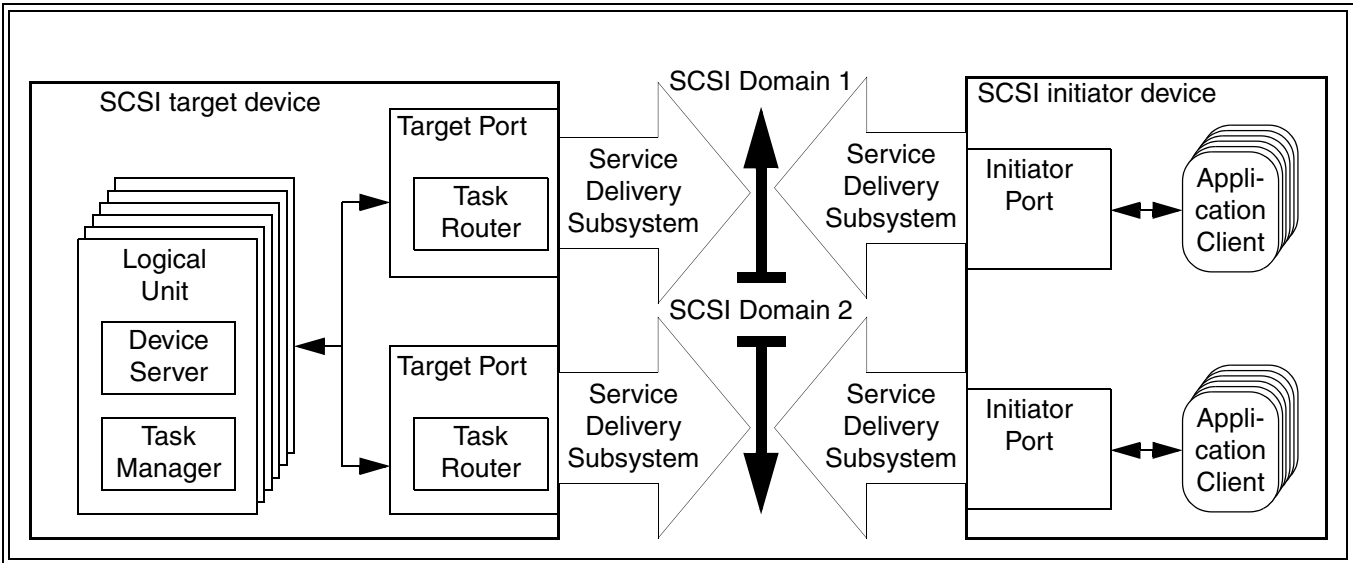 SCSI target device
Logical
Unit
Device
Server
Task
Manager
Target Port
Task
Router
Target Port
Task
Router
Service
Delivery
Subsystem
Service
Delivery
Subsystem
SCSI Domain 1
SCSI Domain 2
Service
Delivery
Subsystem
Service
Delivery
Subsystem
SCSI initiator device
Initiator
Port
Appli-
cation
Client
Initiator
Port
Appli-
cation
Client